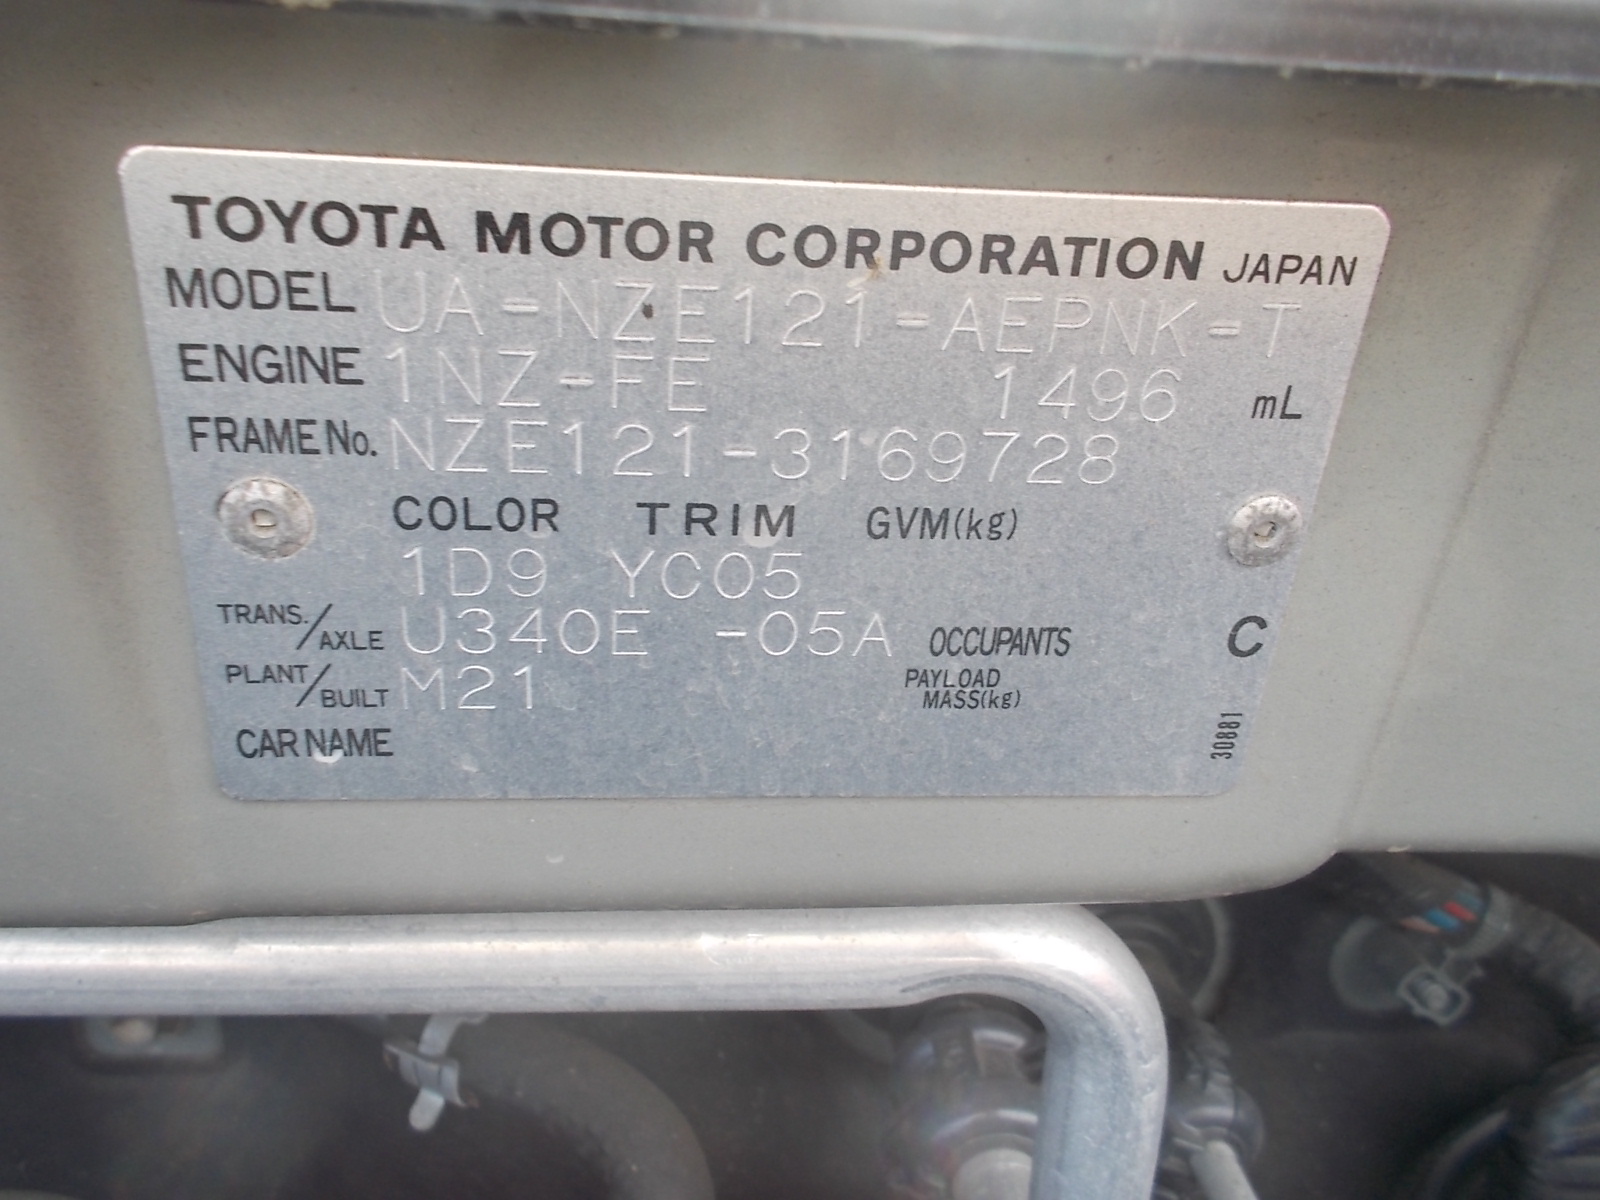 TOYOTA MOTOR CORPORATION JAPAN
MODEL UA-NZE121-AEPNK-T
ENGINE 1NZ-FE 1496 mL
FRAME No. NZE121-3169728
COLOR TRIM GVM(kg)
1D9 YC05
TRANS./AXLE U340E -05A OCCUPANTS C
PLANT/BUILT M21 PAYLOAD MASS(kg)
CAR NAME
30881